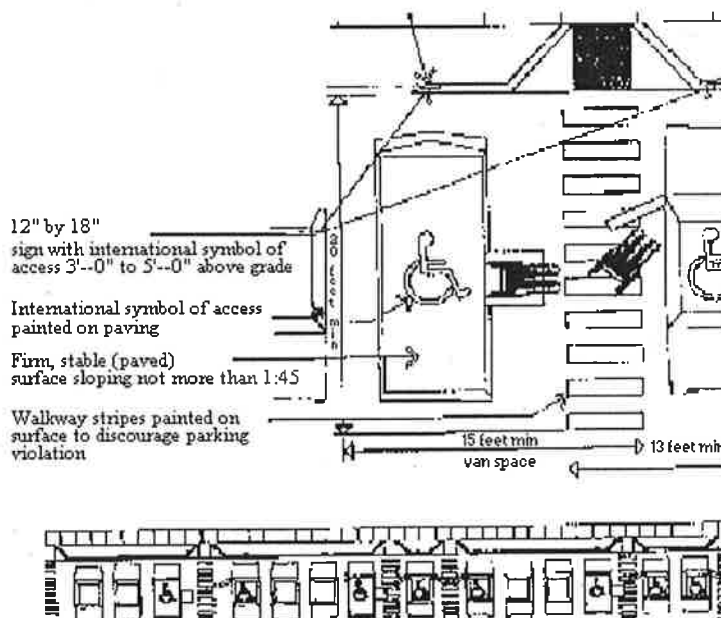 12" by 18"
sign with international symbol of
access 3'--0" to 5'--0" above grade
International symbol of access
painted on paving
Firm, stable (paved)
surface sloping not more than 1:45
Walkway stripes painted on
surface to discourage parking
violation
20 feet min
15 feet min
van space
13 feet min